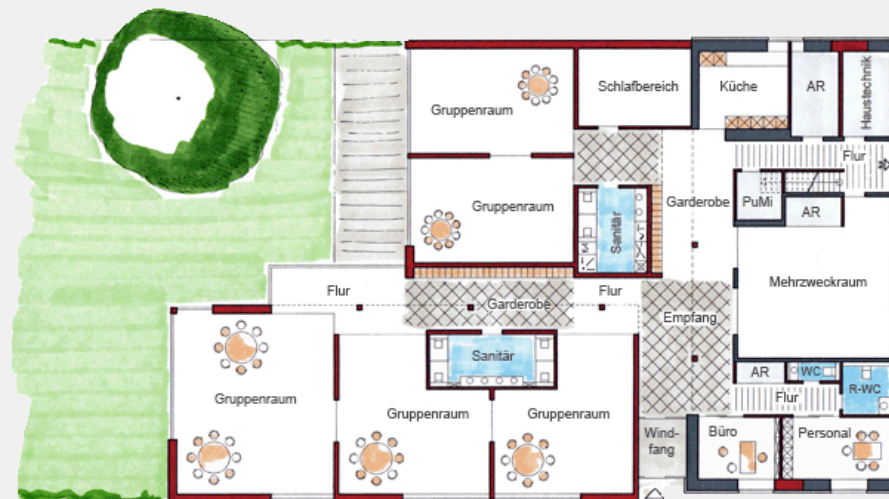 Schlafbereich
Küche
AR
Haustechnik
Gruppenraum
Flur
Gruppenraum
Garderobe
PuMi
AR
Sanitär
Mehrzweckraum
Flur
Garderobe
Flur
Empfang
Sanitär
AR
WC
R-WC
Flur
Gruppenraum
Gruppenraum
Gruppenraum
Wind-
fang
Büro
Personal